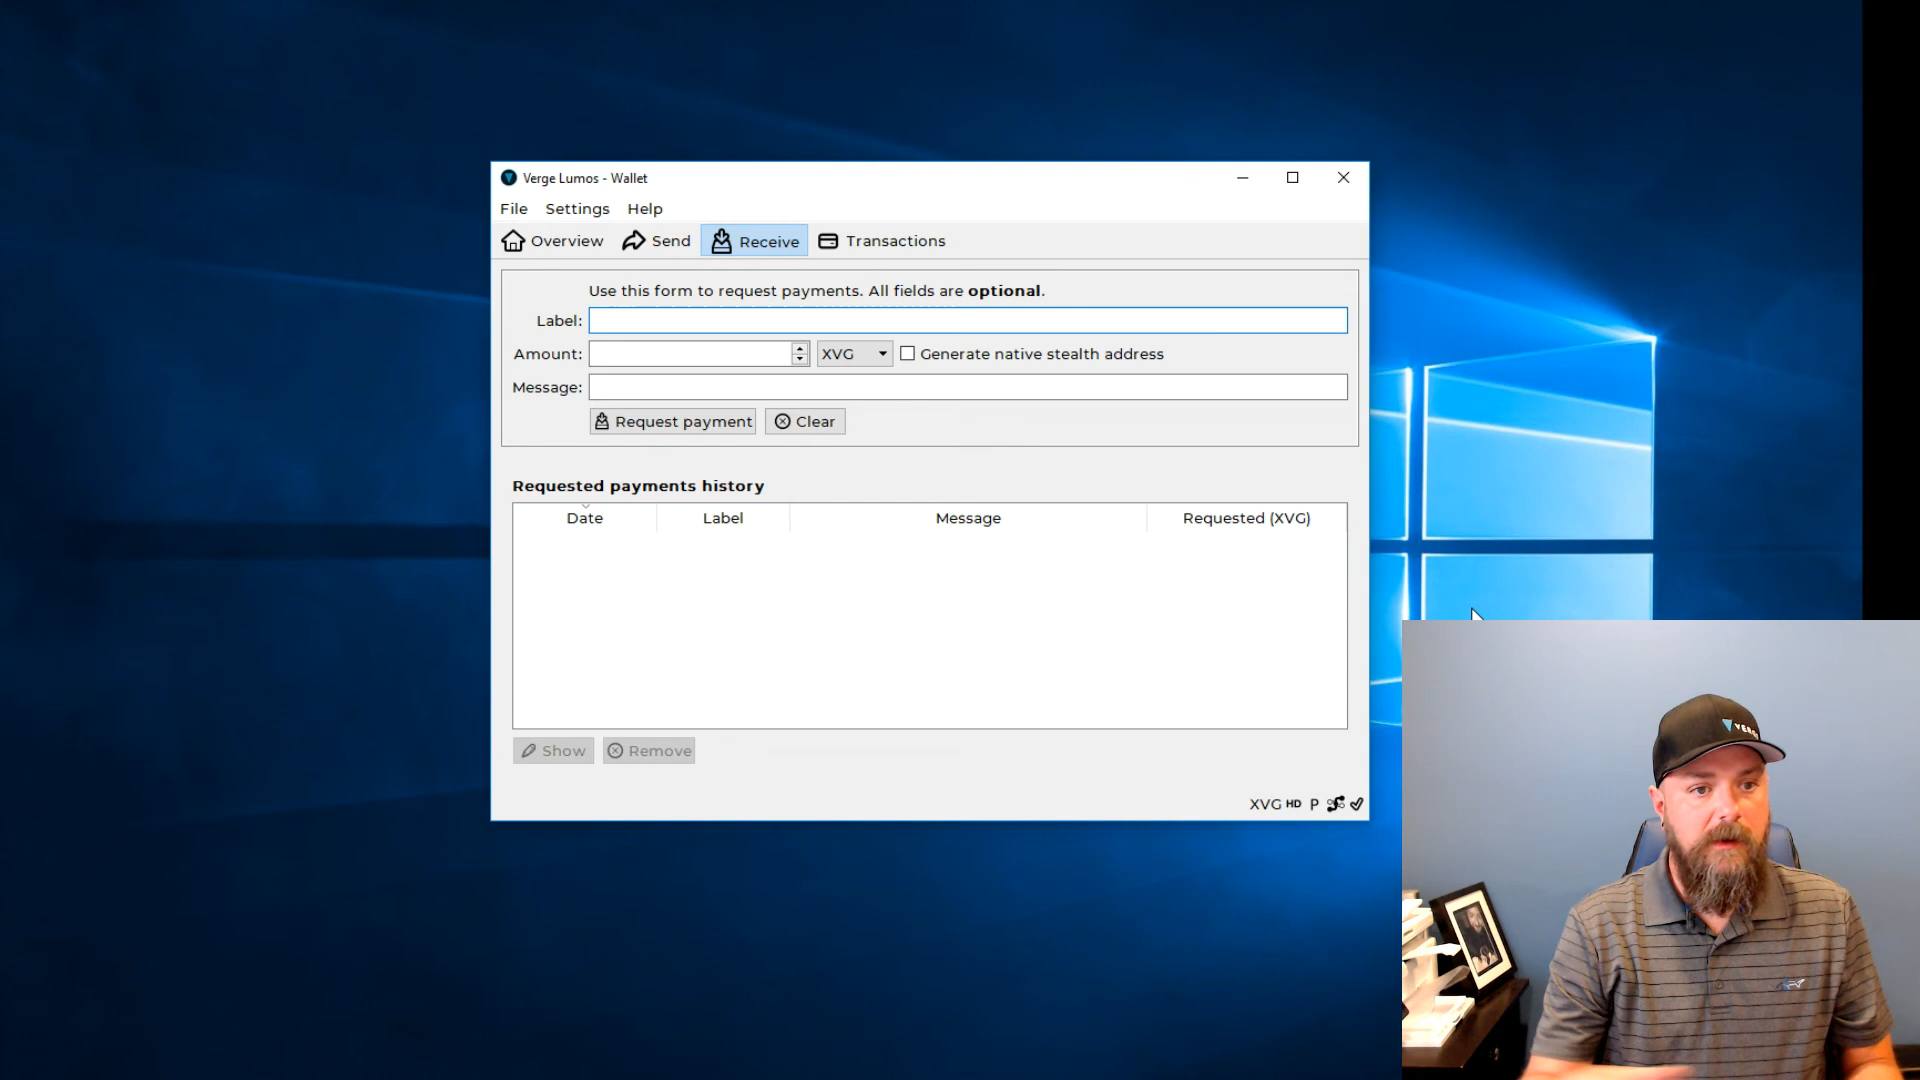 Verge Lumos - Wallet
File Settings Help
Overview Send Receive Transactions
Use this form to request payments. All fields are optional.
Label:
Amount: XVG Generate native stealth address
Message:
Request payment Clear
Requested payments history
Date Label Message Requested (XVG)
Show Remove
XVG HD P